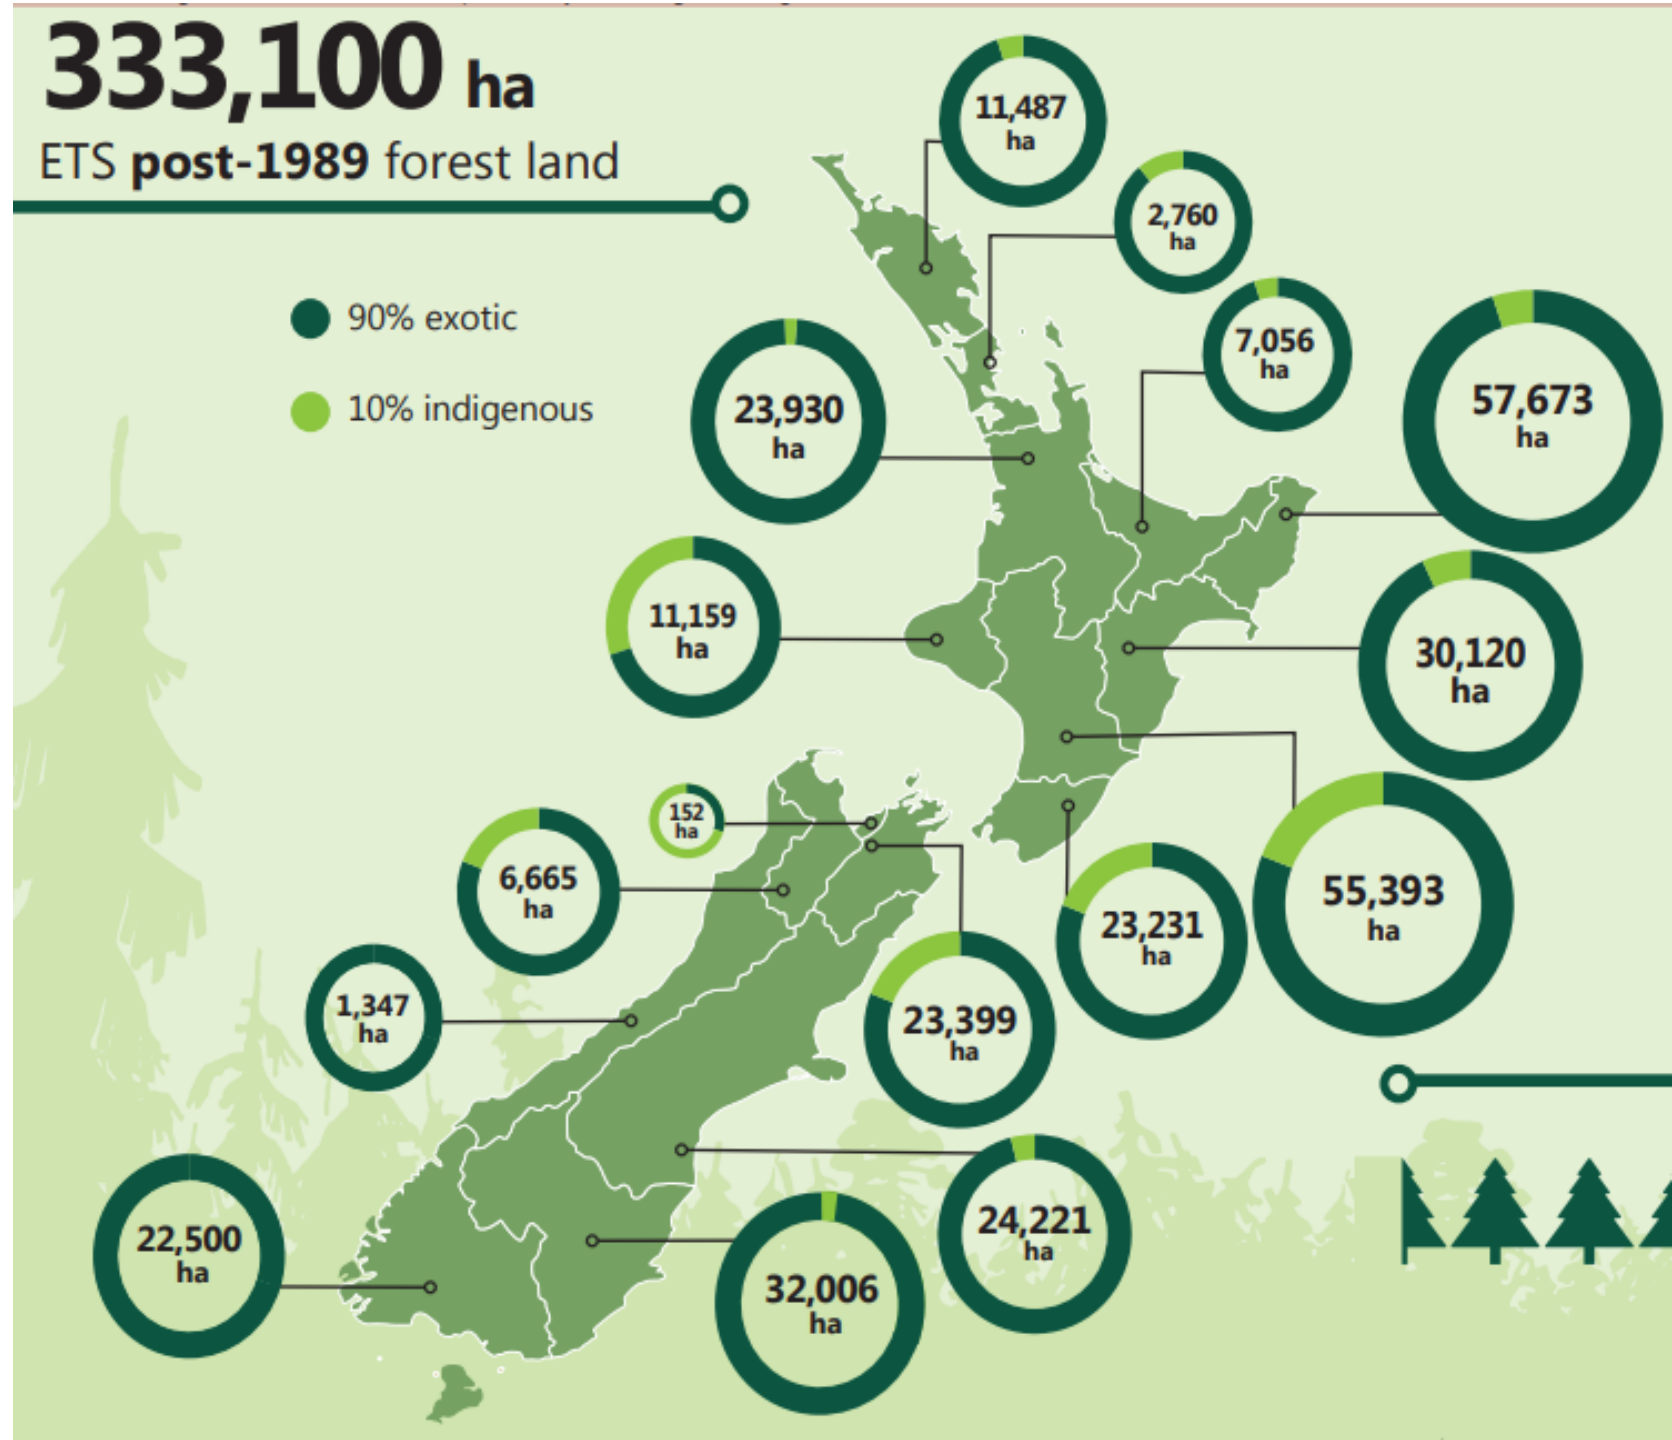 333,100 ha
ETS post-1989 forest land
90% exotic
10% indigenous
11,487
ha
2,760
ha
7,056
ha
57,673
ha
23,930
ha
11,159
ha
30,120
ha
152
ha
6,665
ha
55,393
ha
23,231
ha
1,347
ha
23,399
ha
22,500
ha
24,221
ha
32,006
ha